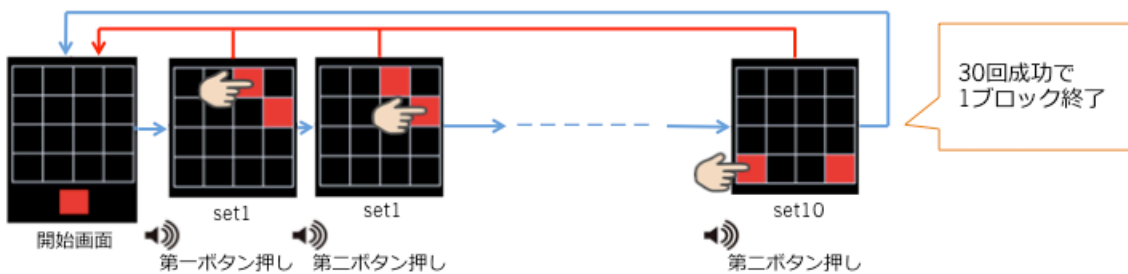 30回成功で
1ブロック終了
set1
set1
set10
開始画面
第一ボタン押し
第二ボタン押し
第二ボタン押し